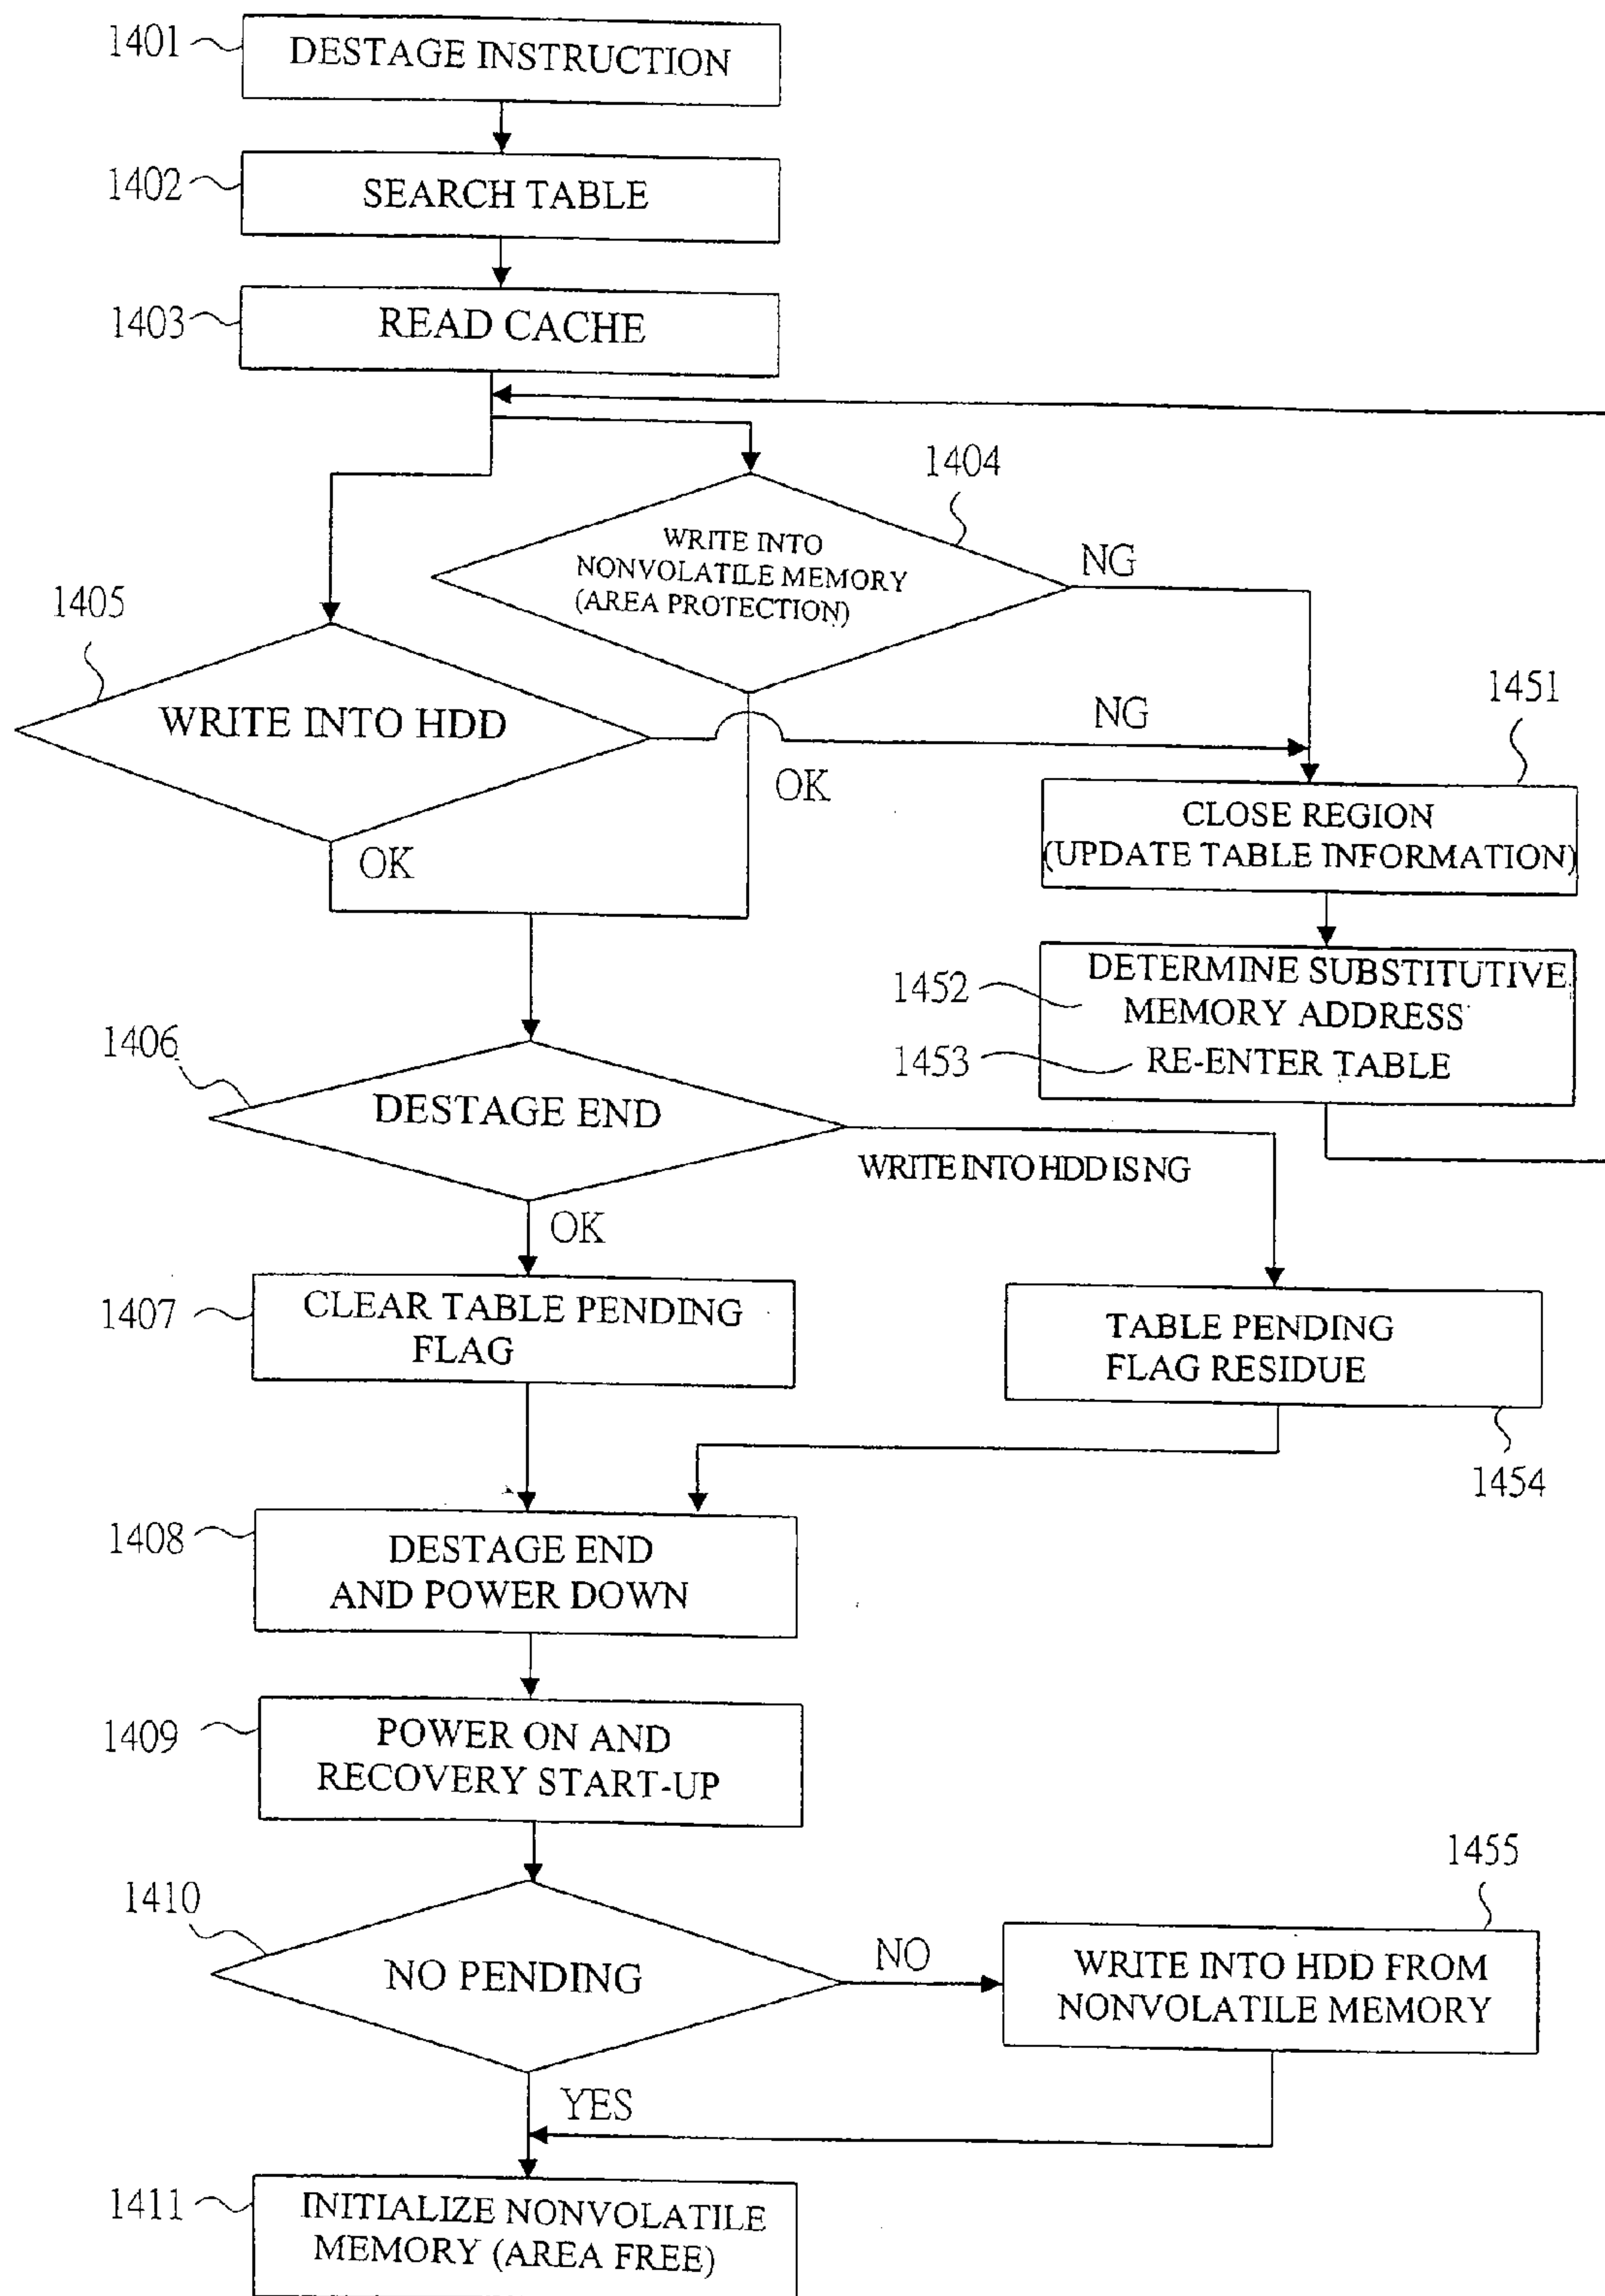 1401
DESTAGE INSTRUCTION
1402
SEARCH TABLE
1403
READ CACHE
1404
WRITE INTO
NONVOLATILE MEMORY
(AREA PROTECTION)
NG
1405
WRITE INTO HDD
NG
OK
OK
1451
CLOSE REGION
(UPDATE TABLE INFORMATION)
1452
DETERMINE SUBSTITUTIVE
MEMORY ADDRESS
1453
RE-ENTER TABLE
1406
DESTAGE END
WRITE INTO HDD IS NG
OK
1407
CLEAR TABLE PENDING
FLAG
TABLE PENDING
FLAG RESIDUE
1454
1408
DESTAGE END
AND POWER DOWN
1409
POWER ON AND
RECOVERY START-UP
1410
NO PENDING
NO
YES
1455
WRITE INTO HDD FROM
NONVOLATILE MEMORY
1411
INITIALIZE NONVOLATILE
MEMORY (AREA FREE)